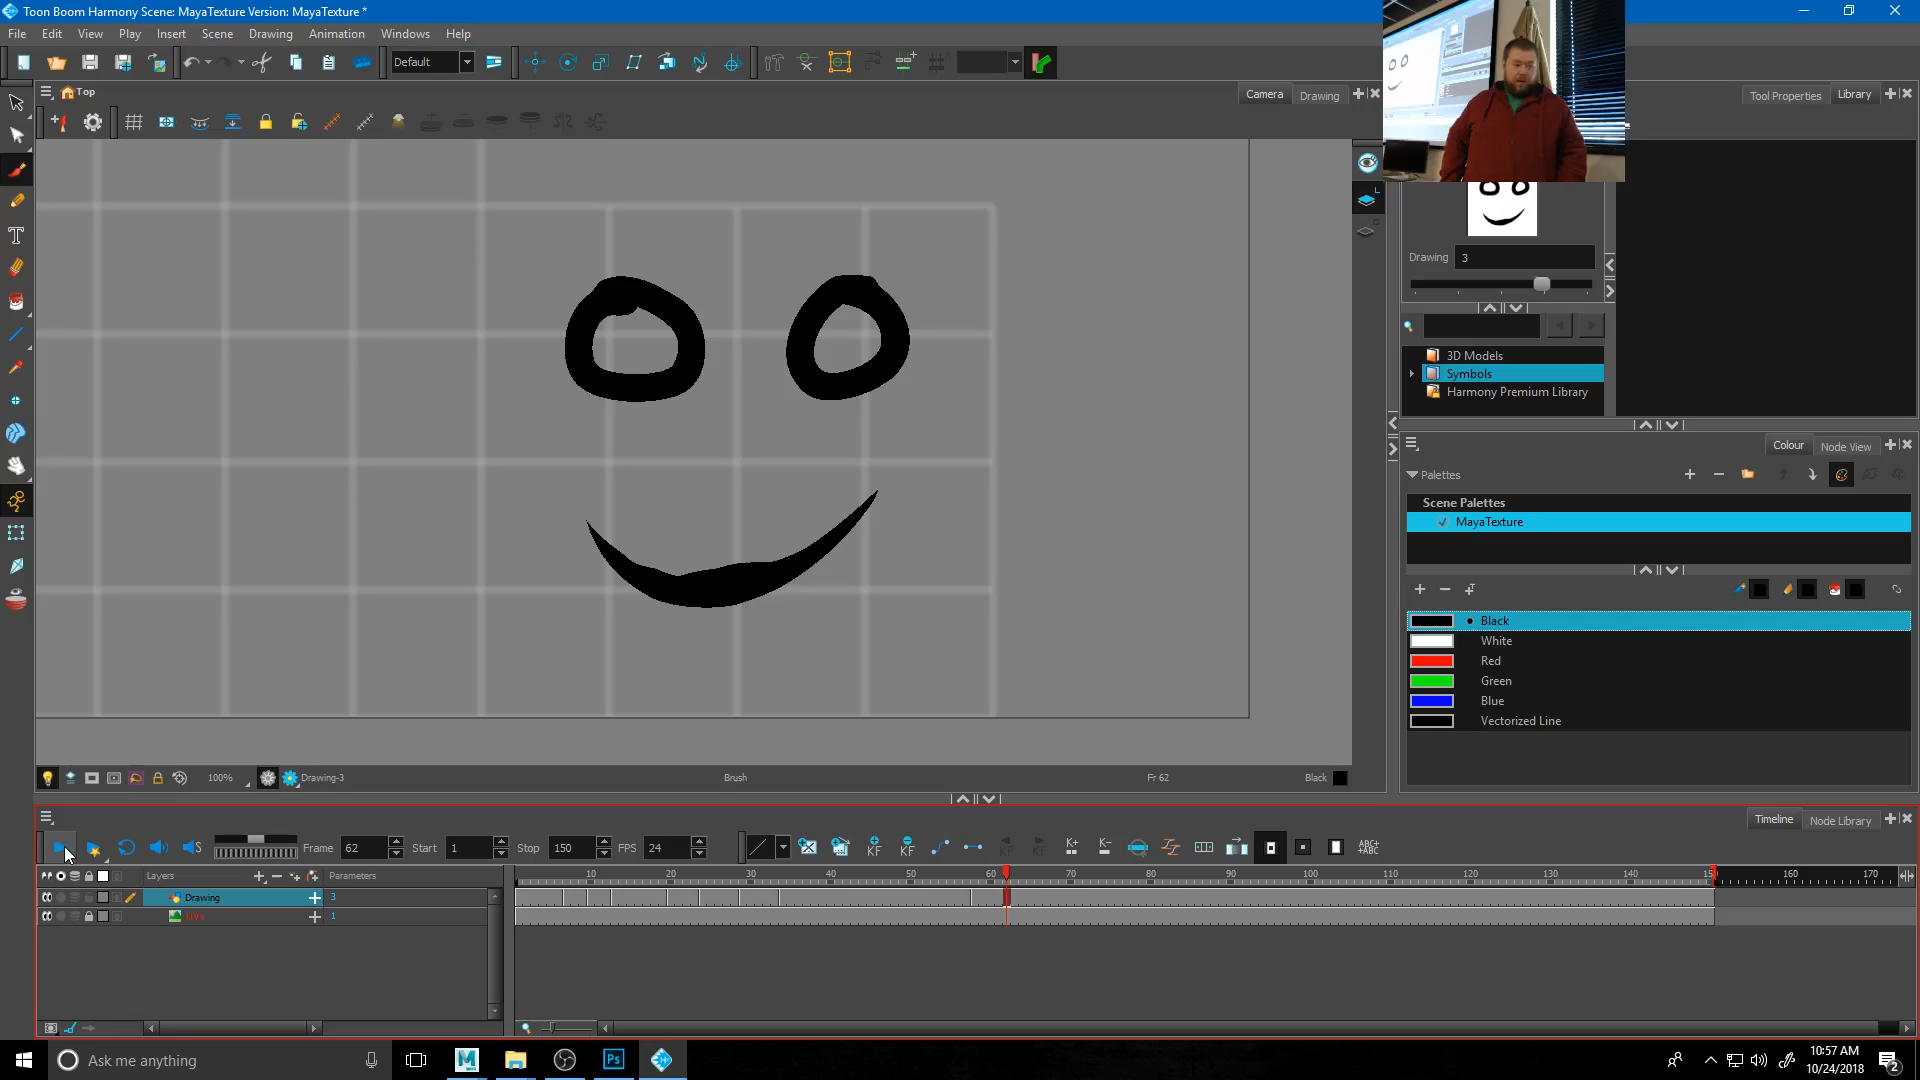 Toon Boom Harmony Scene: MayaTexture Version: MayaTexture *
File Edit View Play Insert Scene Drawing Animation Windows Help
Default
Top
Camera Drawing
Tool Properties Library
Drawing 3
3D Models
Symbols
Harmony Premium Library
Colour Node View
Palettes
Scene Palettes
MayaTexture
Black
White
Red
Green
Blue
Vectorized Line
100% Drawing-3 Brush Fr 62 Black
Timeline Node Library
Frame 62 Start 1 Stop 150 FPS 24
Layers Parameters
10 20 30 40 50 60 70 80 90 100 110 120 130 140 15 160 170
Drawing 3
UVs 1
Ask me anything
Ps
10:57 AM
10/24/2018
2